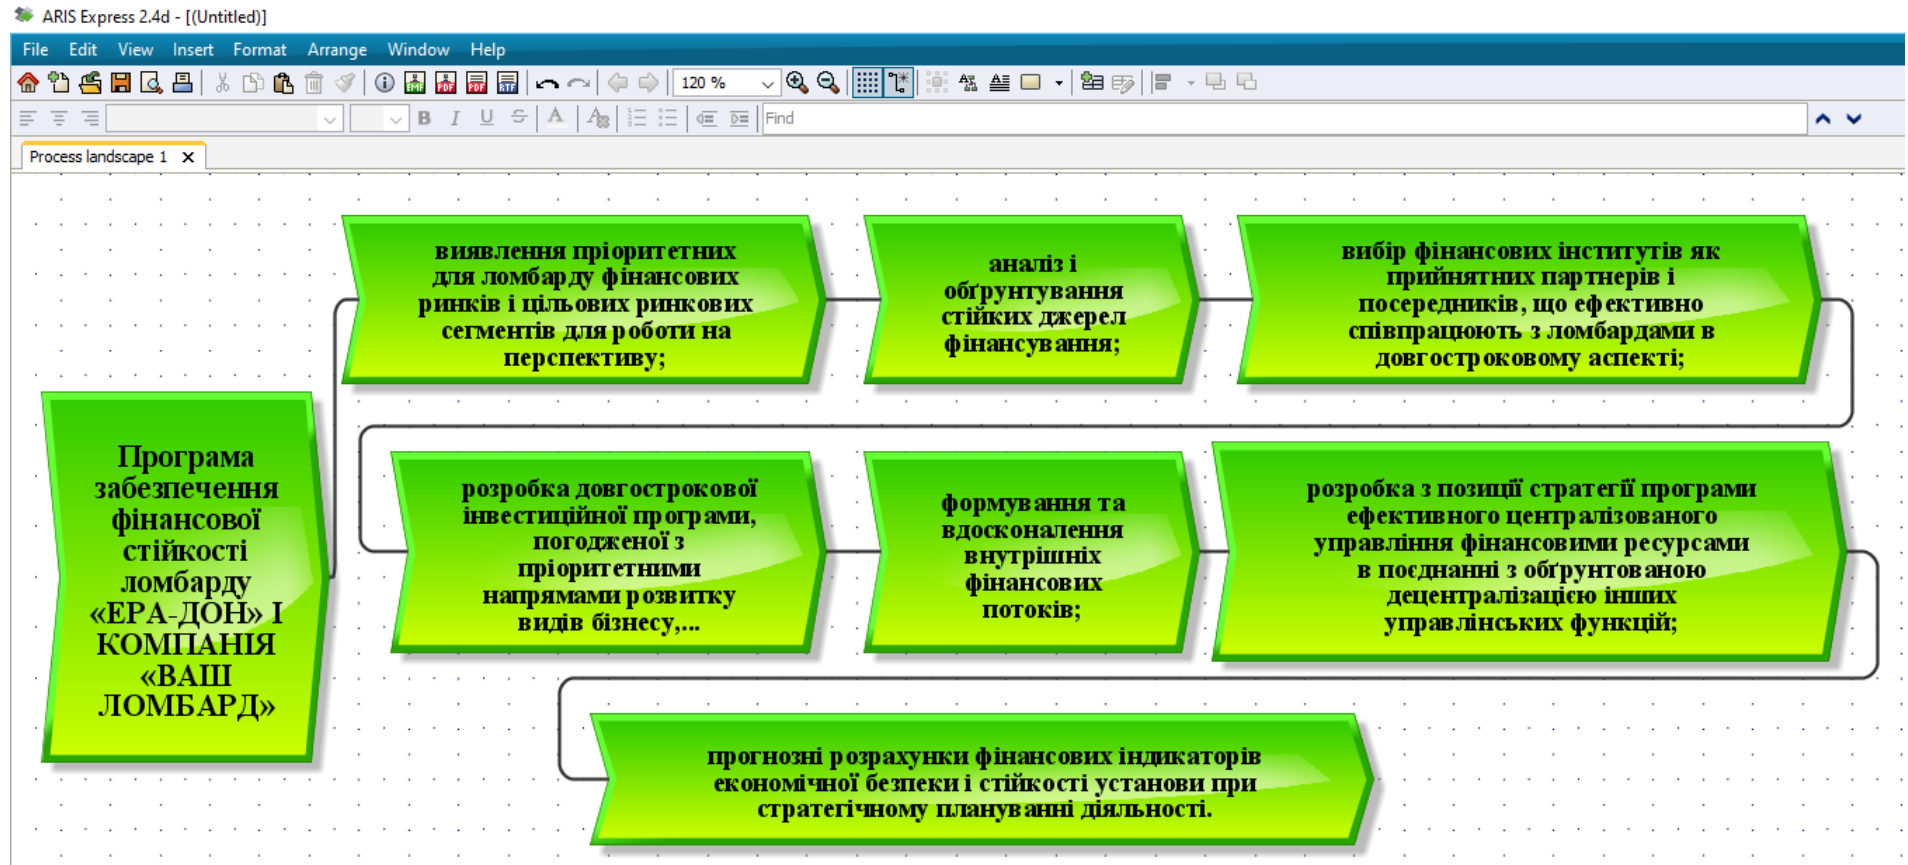 ARIS Express 2.4d - [(Untitled)]
File Edit View Insert Format Arrange Window Help
EMF PDF PDF RTF 120 %
B I U S A Find
Process landscape 1 X
Програма
забезпечення
фінансової
стійкості
ломбарду
«ЕРА-ДОН» І
КОМПАНІЯ
«ВАШ
ЛОМБАРД»
виявлення пріоритетних
для ломбарду фінансових
ринків і цільових ринкових
сегментів для роботи на
перспективу;
аналіз і
обґрунтування
стійких джерел
фінансування;
вибір фінансових інститутів як
прийнятних партнерів і
посередників, що ефективно
співпрацюють з ломбардами в
довгостроковому аспекті;
розробка довгострокової
інвестиційної програми,
погодженої з
пріоритетними
напрямами розвитку
видів бізнесу,...
формування та
вдосконалення
внутрішніх
фінансових
потоків;
розробка з позиції стратегії програми
ефективного централізованого
управління фінансовими ресурсами
в поєднанні з обґрунтованою
децентралізацією інших
управлінських функцій;
прогнозні розрахунки фінансових індикаторів
економічної безпеки і стійкості установи при
стратегічному плануванні діяльності.